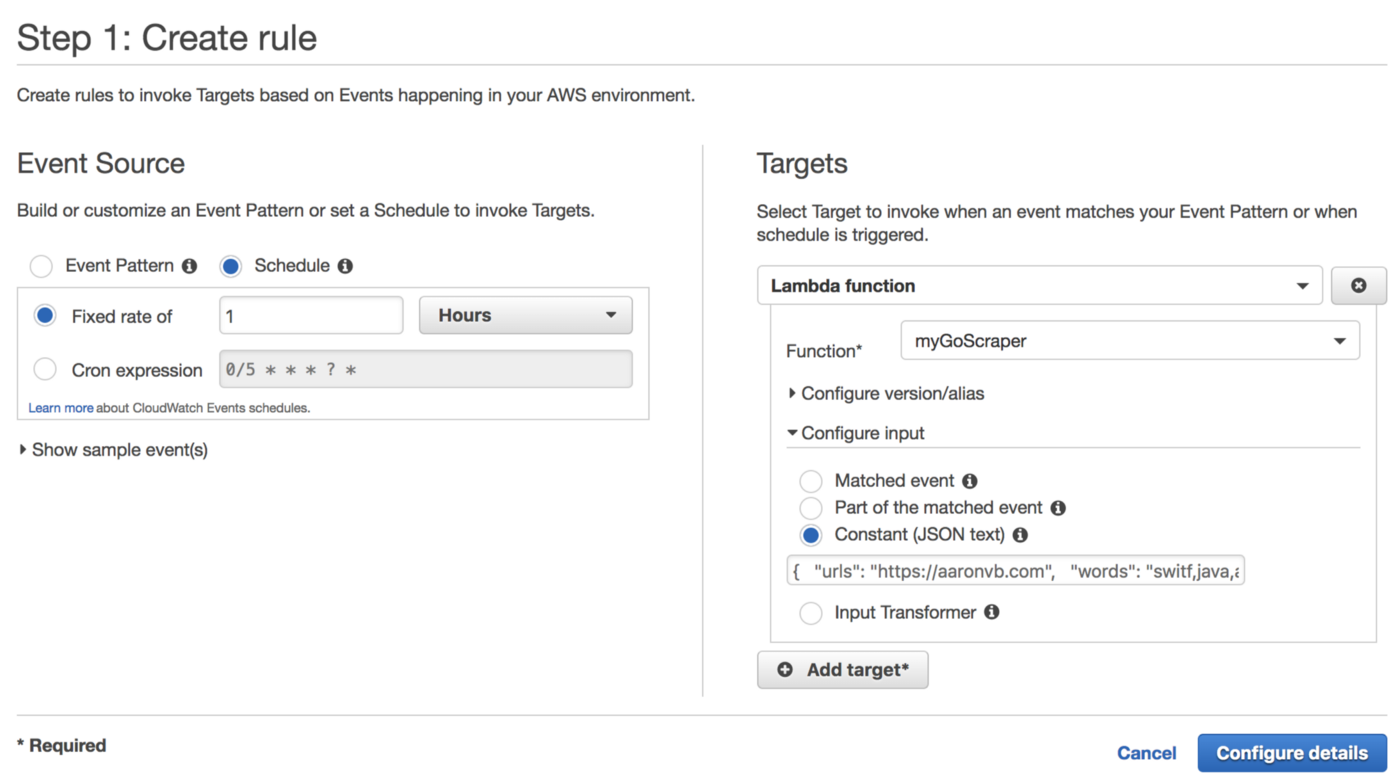 Step 1: Create rule
Create rules to invoke Targets based on Events happening in your AWS environment.
Event Source
Build or customize an Event Pattern or set a Schedule to invoke Targets.
Event Pattern
Schedule
Fixed rate of
1
Hours
Cron expression
0/5 * * * ? *
Learn more about CloudWatch Events schedules.
Show sample event(s)
Targets
Select Target to invoke when an event matches your Event Pattern or when
schedule is triggered.
Lambda function
Function*
myGoScraper
Configure version/alias
Configure input
Matched event
Part of the matched event
Constant (JSON text)
{ "urls": "https://aaronvb.com", "words": "switf,java,
Input Transformer
Add target*
* Required
Cancel
Configure details